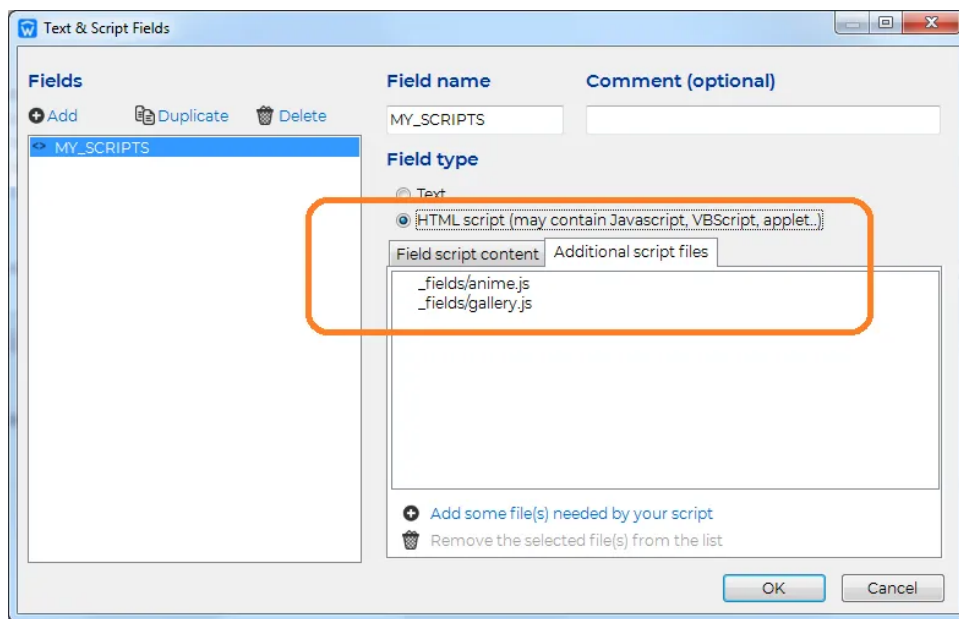 Text & Script Fields
Fields
Add Duplicate Delete
MY_SCRIPTS
Field name Comment (optional)
MY_SCRIPTS
Field type
Text
HTML script (may contain Javascript, VBScript, applet..)
Field script content Additional script files
_fields/anime.js
_fields/gallery.js
Add some file(s) needed by your script
Remove the selected file(s) from the list
OK Cancel